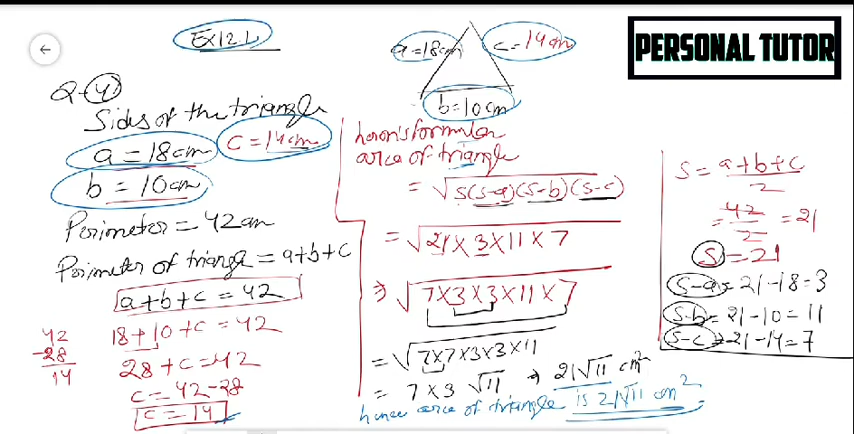 EX12.1
PERSONAL TUTOR
a=18cm
c=14cm
b=10cm
Q-4
Sides of the triangle
a=18cm
c=14cm
b=10cm
Perimeter=42cm
Perimeter of triangle=a+b+c
a+b+c=42
18+10+c=42
28+c=42
c=42-28
c=14
42
-28
14
heron's formula
area of triangle
=√s(s-a)(s-b)(s-c)
=√21×3×11×7
⇒√7×3×3×11×7
=√7×7×3×3×11
=7×3√11 ⇒ 21√11 cm²
hence area of triangle is 21√11 cm²
s=a+b+c
2
=42
2
=21
s=21
s-a=21-18=3
s-b=21-10=11
s-c=21-14=7